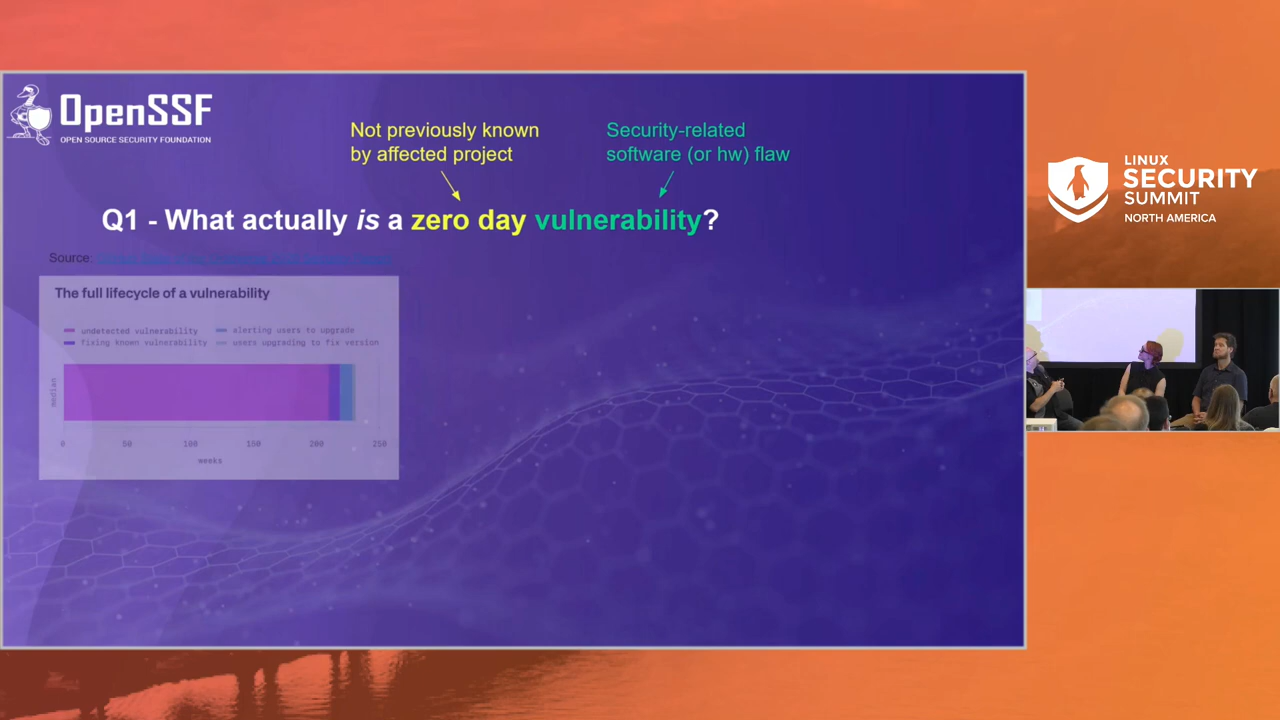 OpenSSF
OPEN SOURCE SECURITY FOUNDATION
Not previously known
by affected project
Security-related
software (or hw) flaw
Q1 - What actually is a zero day vulnerability?
Source:
The full lifecycle of a vulnerability
undetected vulnerability
alerting users to upgrade
fixing known vulnerability
users upgrading to fix version
median
0 50 100 150 200 250
weeks
LINUX
SECURITY
SUMMIT
NORTH AMERICA